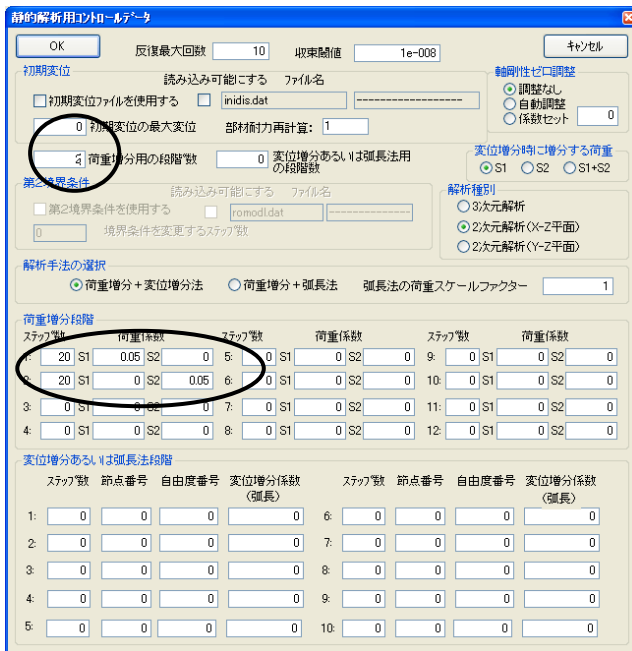 静的解析用ｺﾝﾄﾛｰﾙﾃﾞｰﾀ
OK 反復最大回数 10 収束閾値 1e-008 ｷｬﾝｾﾙ
初期変位
読み込み可能にする ﾌｧｲﾙ名
初期変位ﾌｧｲﾙを使用する inidis.dat -----------------
0 初期変位の最大変位 部材耐力再計算: 1
軸剛性ゼロ調整
調整なし
自動調整
係数セット 0
2 荷重増分用の段階数 0 変位増分あるいは弧長法用の段階数
変位増分時に増分する荷重
S1 S2 S1+S2
第2境界条件
読み込み可能にする ﾌｧｲﾙ名
第2境界条件を使用する romodl.dat -----------------
0 境界条件を変更するｽﾃｯﾌﾟ数
解析種別
3次元解析
2次元解析(X-Z平面)
2次元解析(Y-Z平面)
解析手法の選択
荷重増分+変位増分法 荷重増分+弧長法 弧長法の荷重スケールファクター 1
荷重増分段階
ｽﾃｯﾌﾟ数 荷重係数 ｽﾃｯﾌﾟ数 荷重係数 ｽﾃｯﾌﾟ数 荷重係数
1: 20 S1 0.05 S2 0 5: 0 S1 0 S2 0 9: 0 S1 0 S2 0
2: 20 S1 0 S2 0.05 6: 0 S1 0 S2 0 10: 0 S1 0 S2 0
3: 0 S1 0 S2 0 7: 0 S1 0 S2 0 11: 0 S1 0 S2 0
4: 0 S1 0 S2 0 8: 0 S1 0 S2 0 12: 0 S1 0 S2 0
変位増分あるいは弧長法段階
ｽﾃｯﾌﾟ数 節点番号 自由度番号 変位増分係数 ｽﾃｯﾌﾟ数 節点番号 自由度番号 変位増分係数
(弧長) (弧長)
1: 0 0 0 0 6: 0 0 0 0
2: 0 0 0 0 7: 0 0 0 0
3: 0 0 0 0 8: 0 0 0 0
4: 0 0 0 0 9: 0 0 0 0
5: 0 0 0 0 10: 0 0 0 0